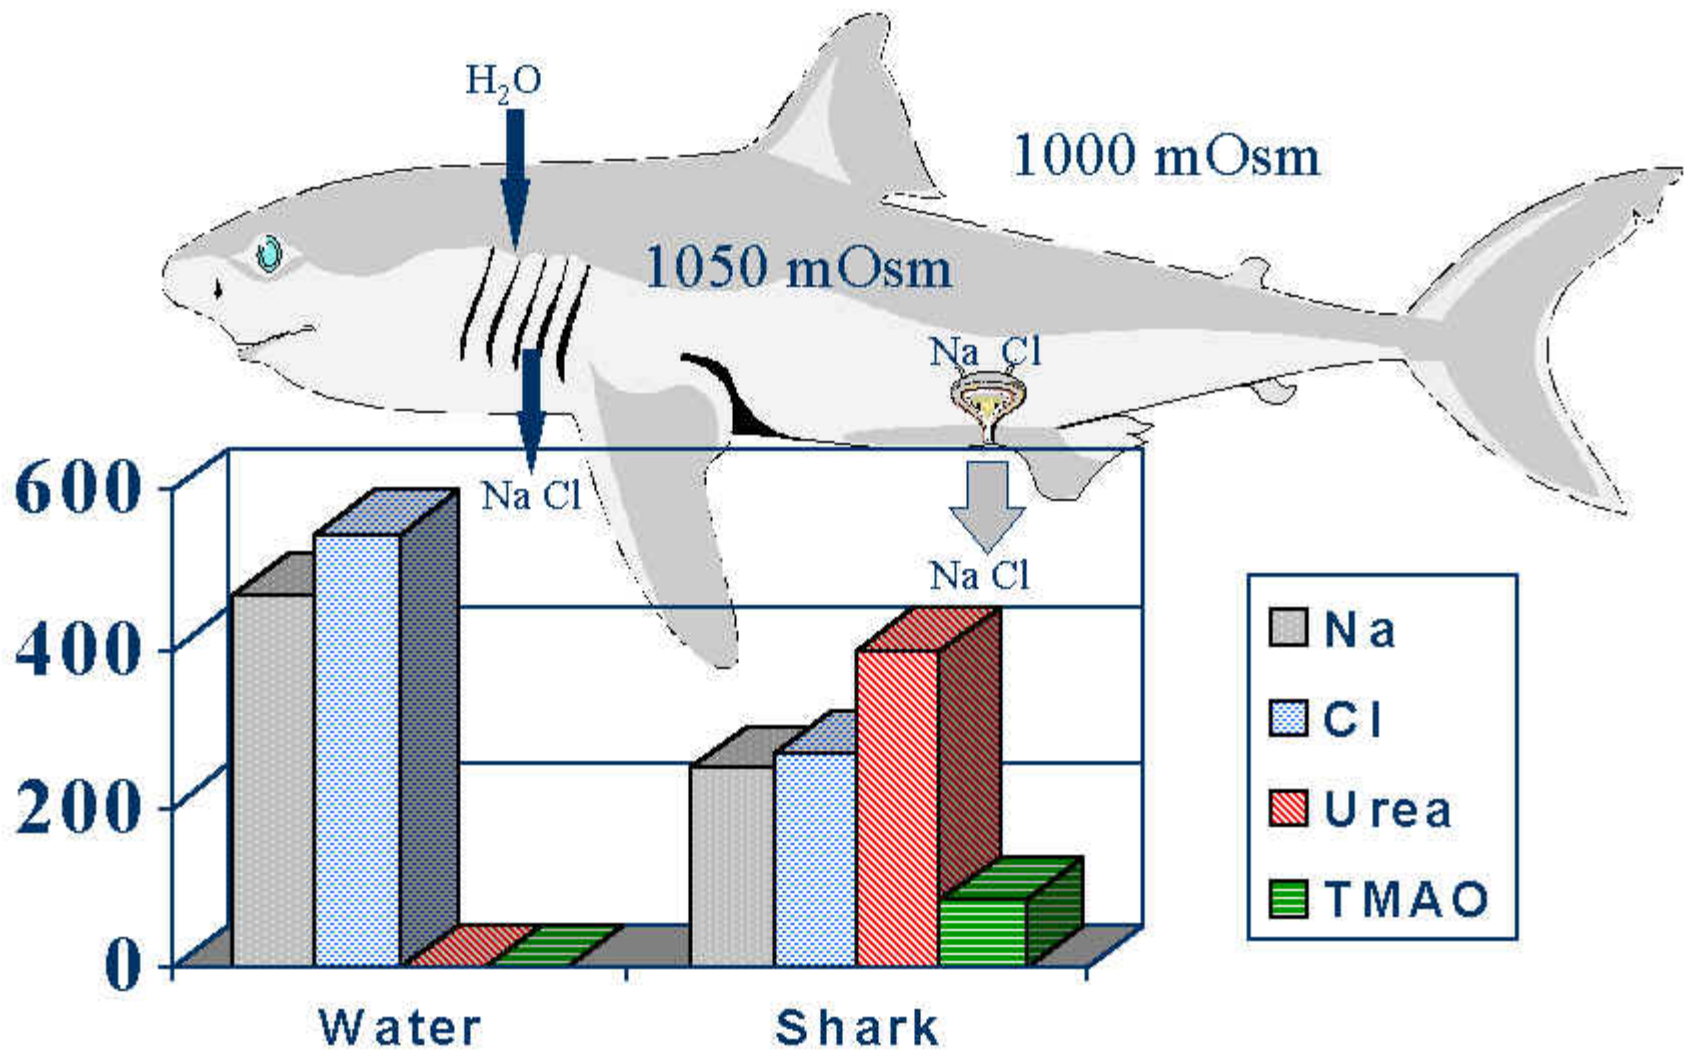 H₂O
1000 mOsm
1050 mOsm
Na Cl
Na Cl
Na Cl
600
400
200
0
Water
Shark
Na
Cl
Urea
TMAO